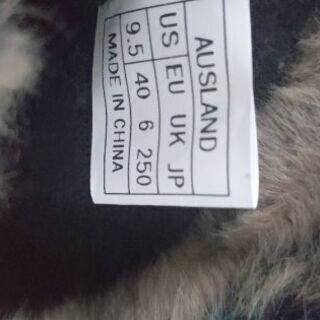 AUSLAND
US EU UK JP
9.5 40 6 250
MADE IN CHINA